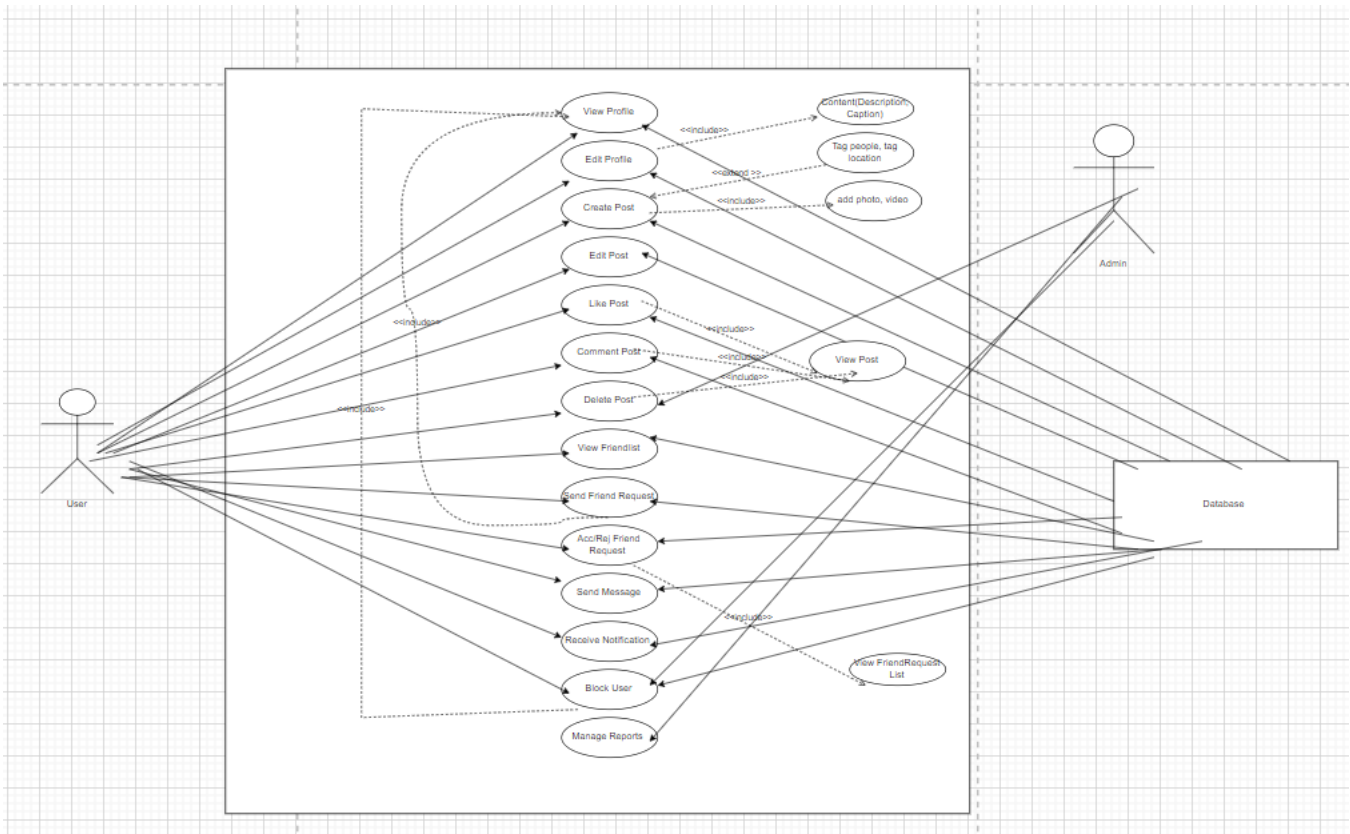 View Profile
Content(Description,
Caption)
<<include>>
Edit Profile
Tag people, tag
location
<<extend >>
Create Post
<<include>>
add photo, video
Edit Post
Admin
Like Post
<<include>>
<<include>>
Comment Post
<<include>>
View Post
<<include>>
Delete Post
<<include>>
View Friendlist
User
Send Friend Request
Database
Acc/Rej Friend
Request
Send Message
<<include>>
Receive Notification
View FriendRequest
List
Block User
Manage Reports